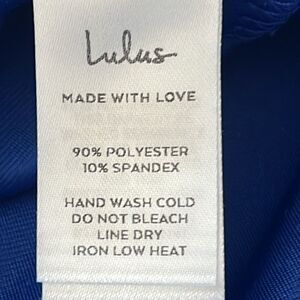 Lulus
MADE WITH LOVE
90% POLYESTER
10% SPANDEX
HAND WASH COLD
DO NOT BLEACH
LINE DRY
IRON LOW HEAT